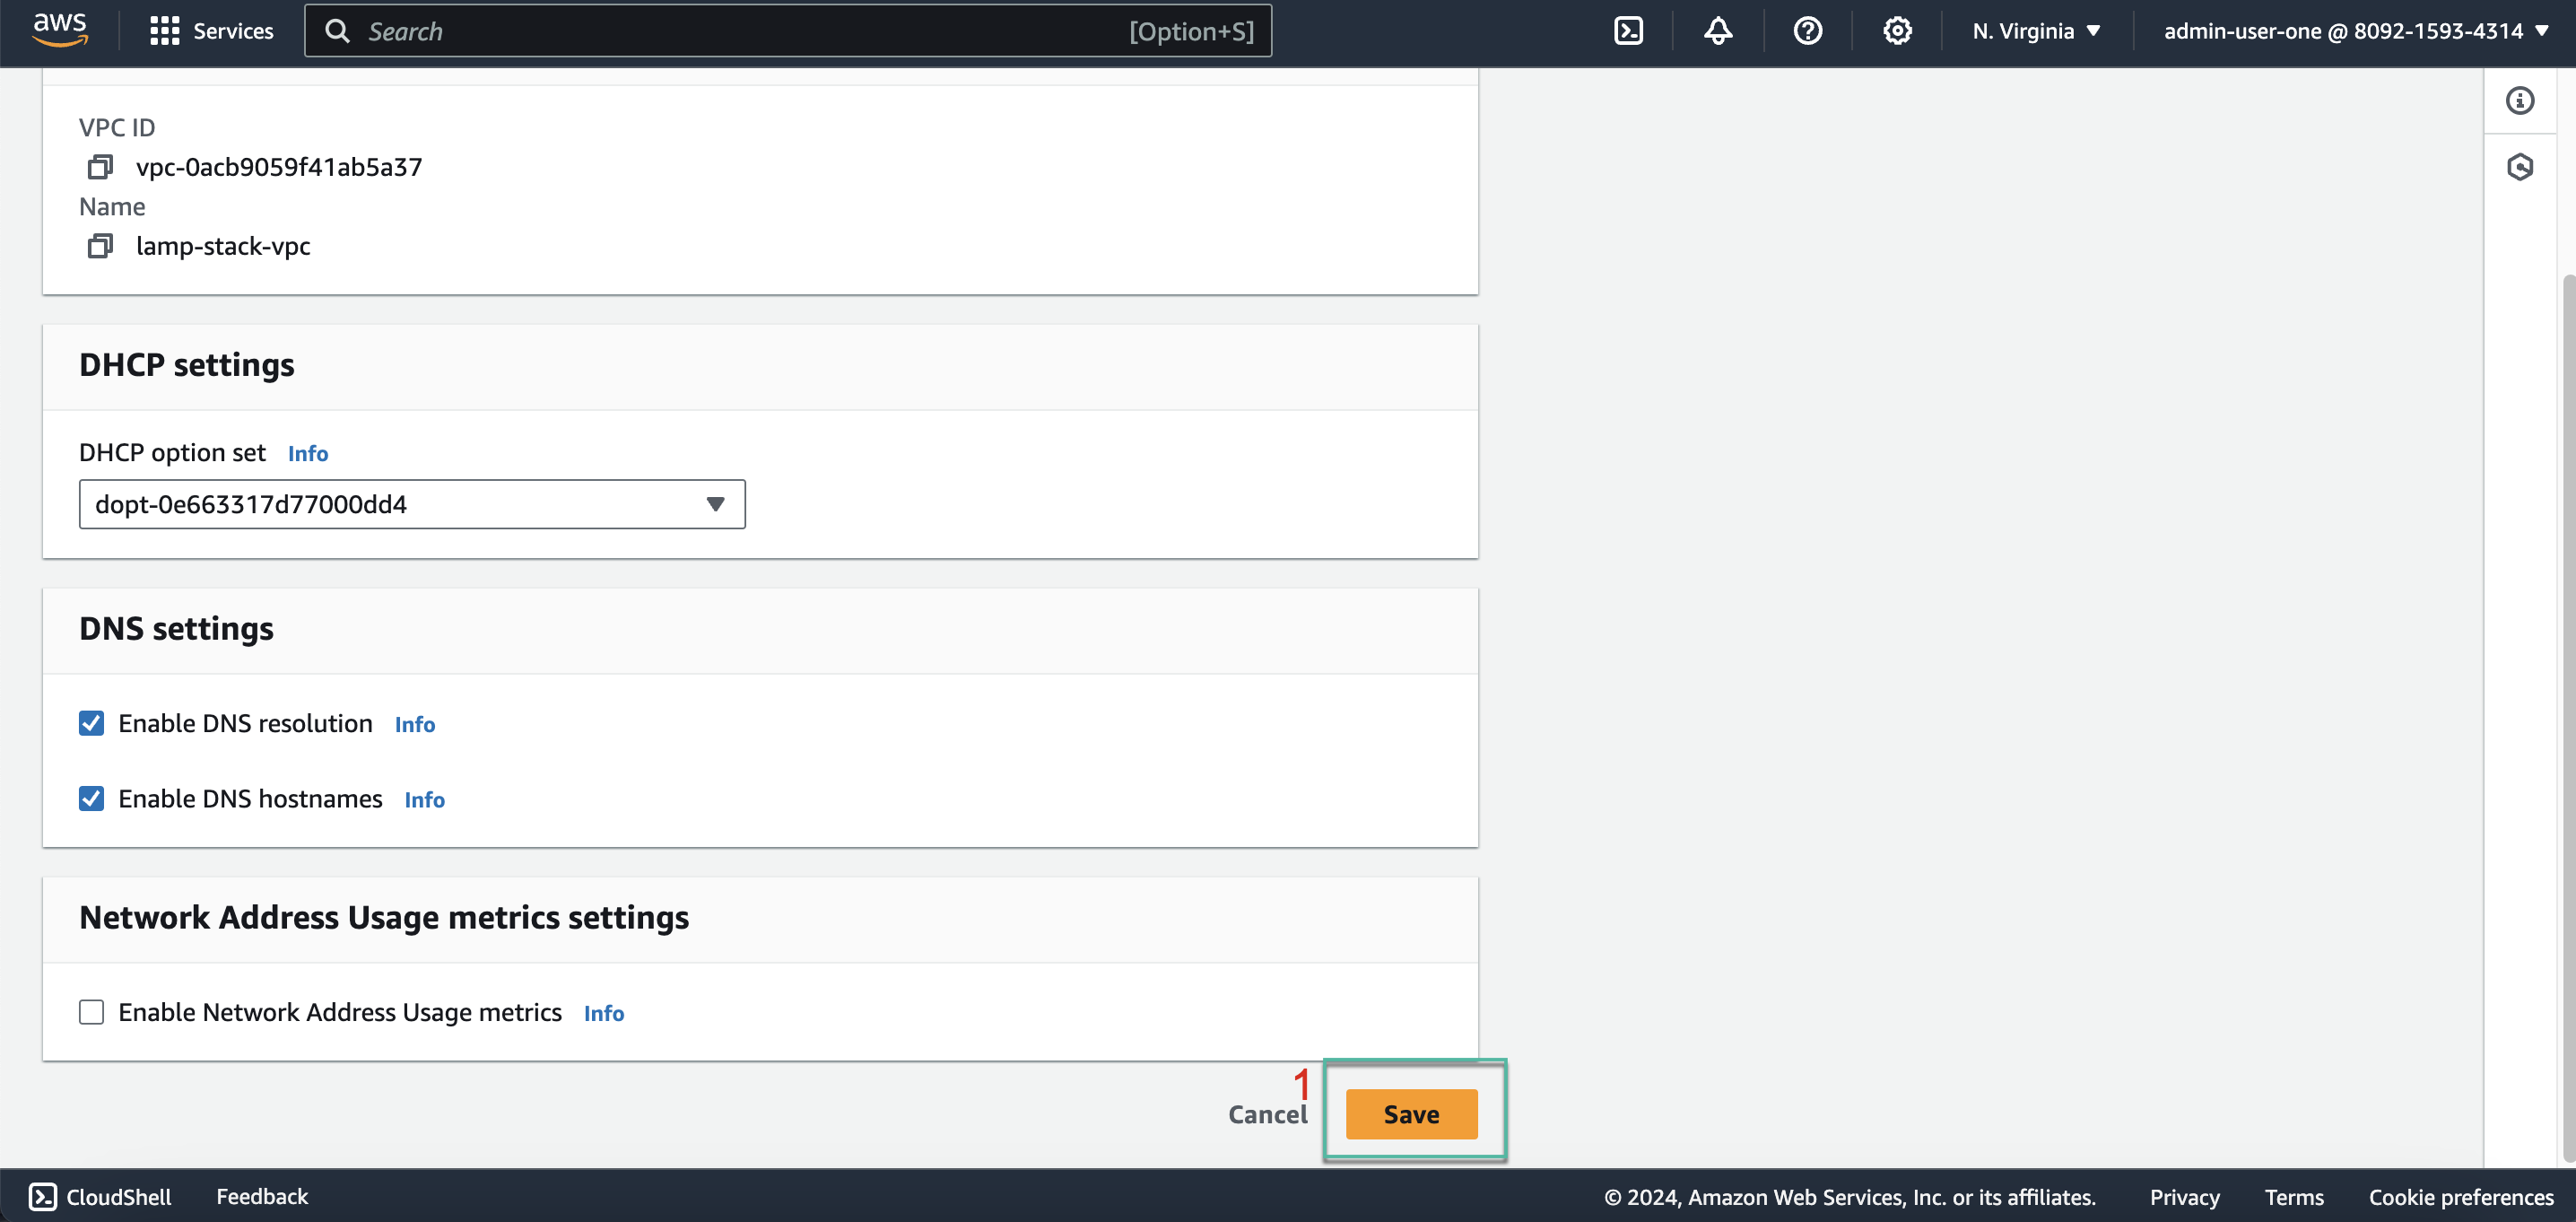 aws
Services
Search
[Option+S]
N. Virginia
admin-user-one @ 8092-1593-4314
VPC ID
vpc-0acb9059f41ab5a37
Name
lamp-stack-vpc
DHCP settings
DHCP option set Info
dopt-0e663317d77000dd4
DNS settings
Enable DNS resolution Info
Enable DNS hostnames Info
Network Address Usage metrics settings
Enable Network Address Usage metrics Info
1
Cancel
Save
CloudShell
Feedback
© 2024, Amazon Web Services, Inc. or its affiliates.
Privacy
Terms
Cookie preferences